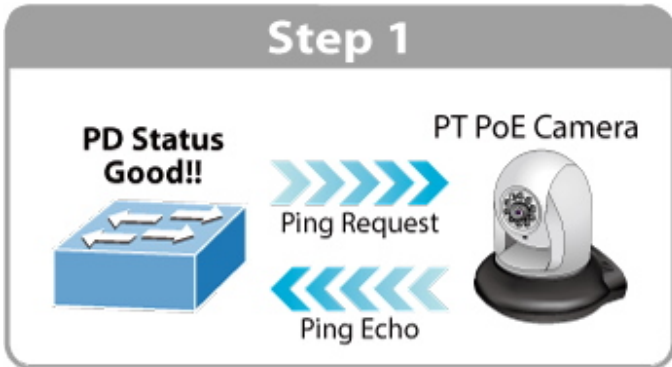 Step 1
PD Status
Good!!
PT PoE Camera
Ping Request
Ping Echo